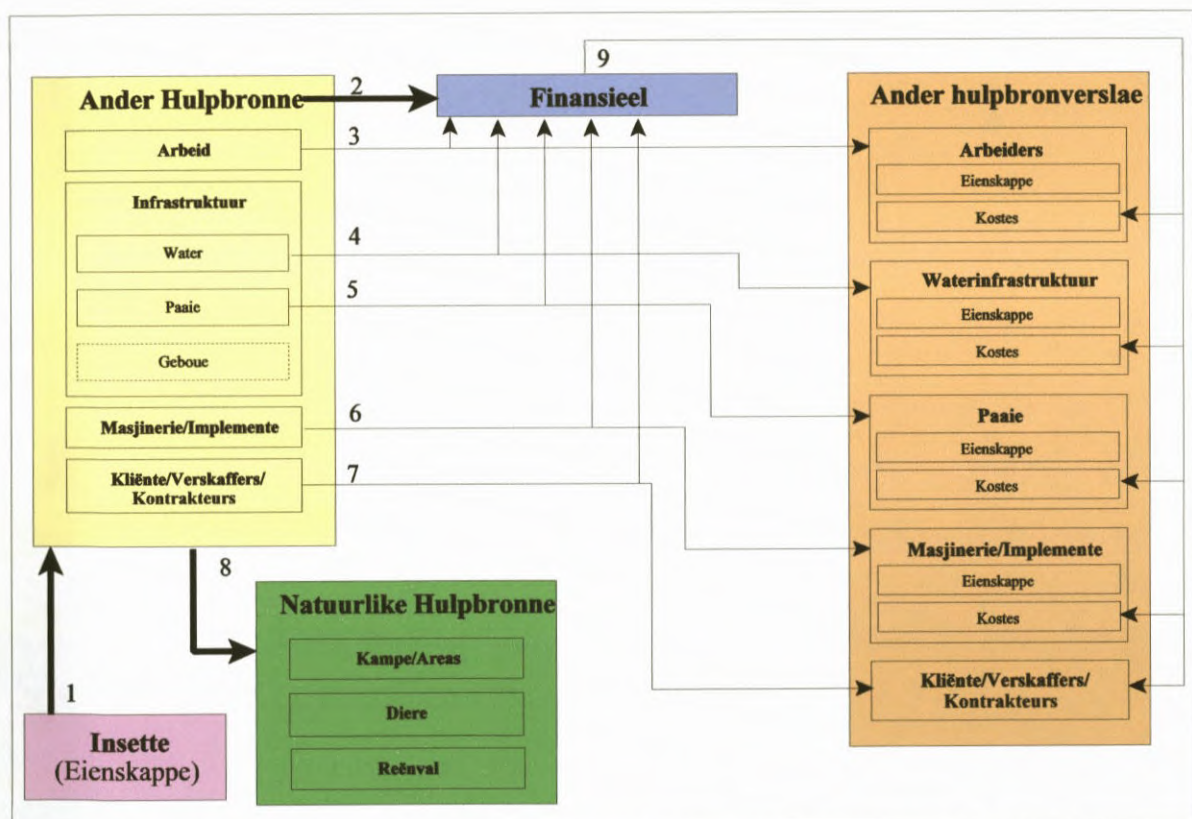 9
2
Ander Hulpbronne
Finansieel
Ander hulpbronverslae
3
Arbeid
Arbeiders
Eienskappe
Kostes
Infrastruktuur
4
Water
5
Paaie
Geboue
Waterinfrastruktuur
Eienskappe
Kostes
6
Masjinerie/Implemente
Paaie
Eienskappe
Kostes
7
Kliënte/Verskaffers/
Kontrakteurs
Masjinerie/Implemente
Eienskappe
Kostes
8
Natuurlike Hulpbronne
Kampe/Areas
Diere
Reënval
Kliënte/Verskaffers/
Kontrakteurs
1
Insette
(Eienskappe)